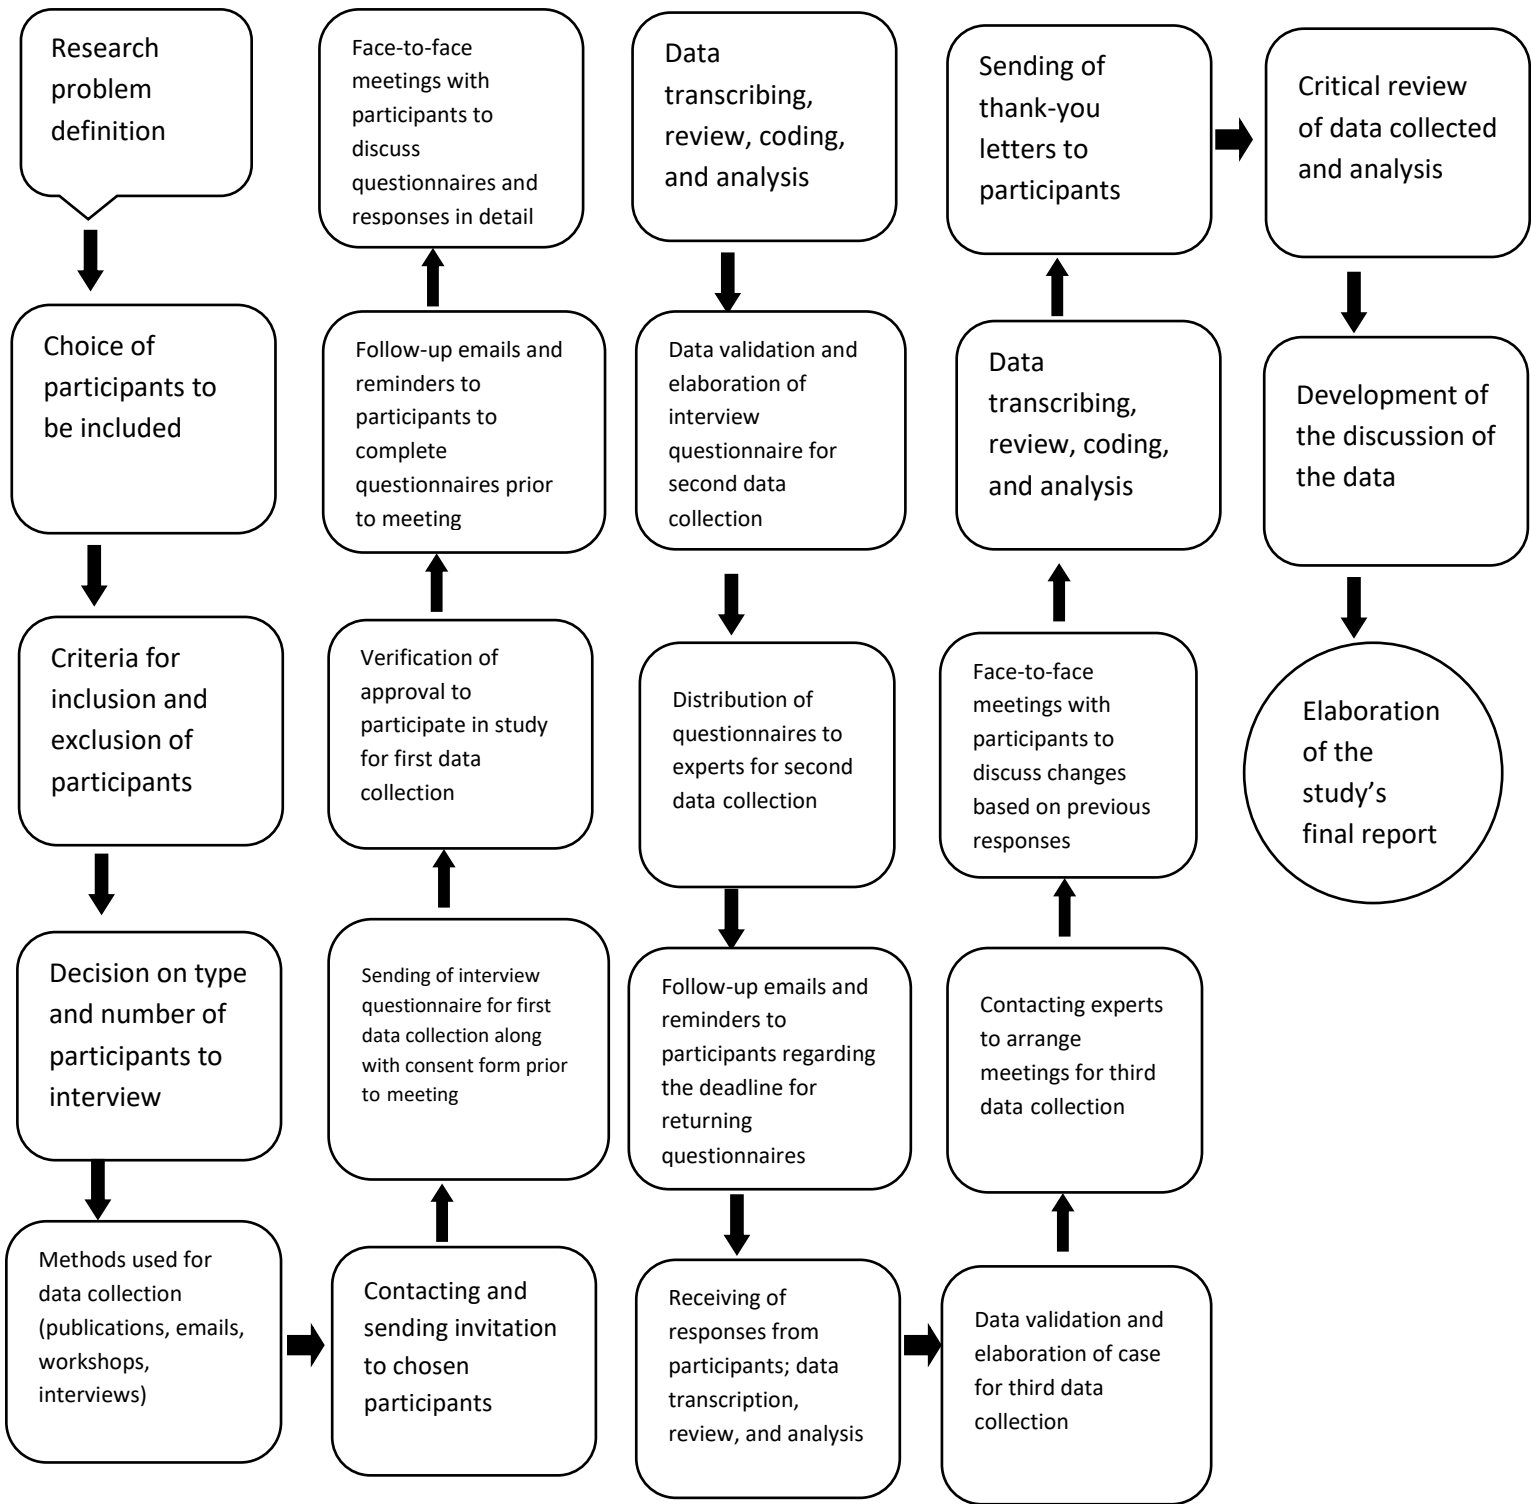 Research
problem
definition
Choice of
participants to
be included
Criteria for
inclusion and
exclusion of
participants
Decision on type
and number of
participants to
interview
Methods used for
data collection
(publications, emails,
workshops,
interviews)
Contacting and
sending invitation
to chosen
participants
Sending of interview
questionnaire for first
data collection along
with consent form prior
to meeting
Verification of
approval to
participate in study
for first data
collection
Follow-up emails and
reminders to
participants to
complete
questionnaires prior
to meeting
Face-to-face
meetings with
participants to
discuss
questionnaires and
responses in detail
Data
transcribing,
review, coding,
and analysis
Data validation and
elaboration of
interview
questionnaire for
second data
collection
Distribution of
questionnaires to
experts for second
data collection
Follow-up emails and
reminders to
participants regarding
the deadline for
returning
questionnaires
Receiving of
responses from
participants; data
transcription,
review, and analysis
Data validation and
elaboration of case
for third data
collection
Contacting experts
to arrange
meetings for third
data collection
Face-to-face
meetings with
participants to
discuss changes
based on previous
responses
Data
transcribing,
review, coding,
and analysis
Sending of
thank-you
letters to
participants
Critical review
of data collected
and analysis
Development of
the discussion of
the data
Elaboration
of the
study’s
final report